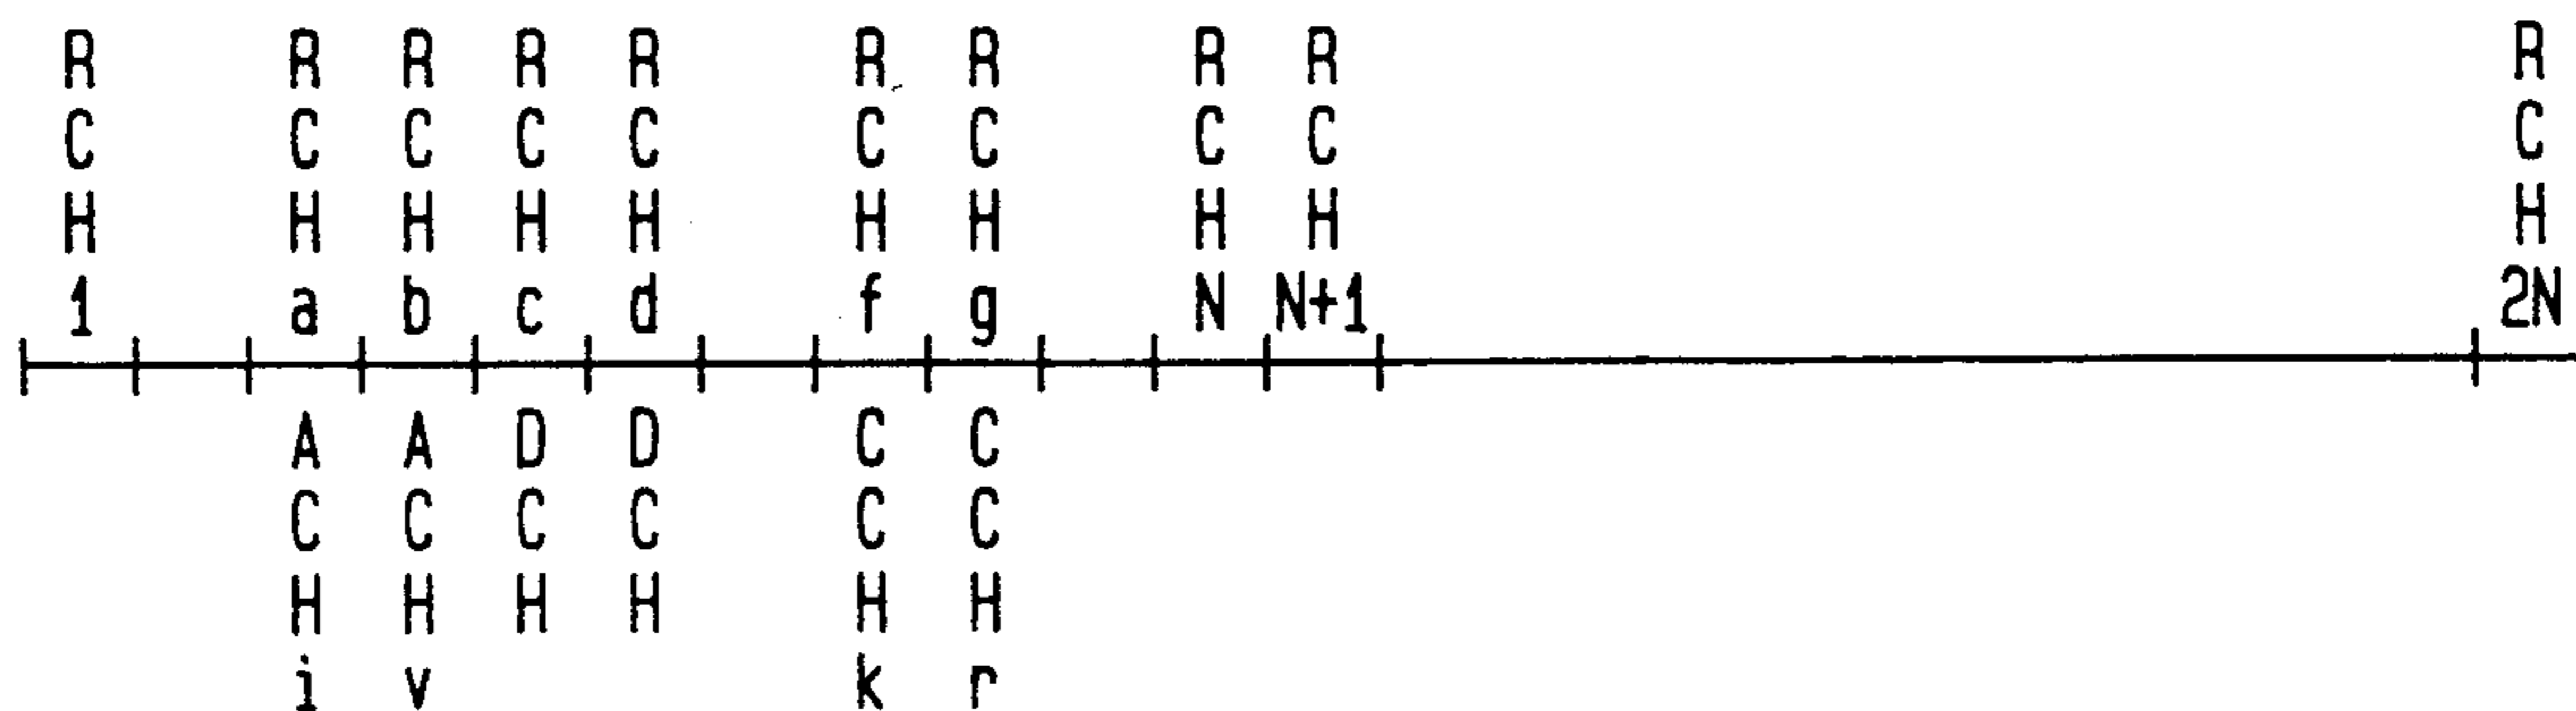 R R R R R R R R R R
C C C C C C C C C C
H H H H H H H H H H
1 a b c d f g N N+1 2N
A A D D C C
C C C C C C
H H H H H H
i v k r